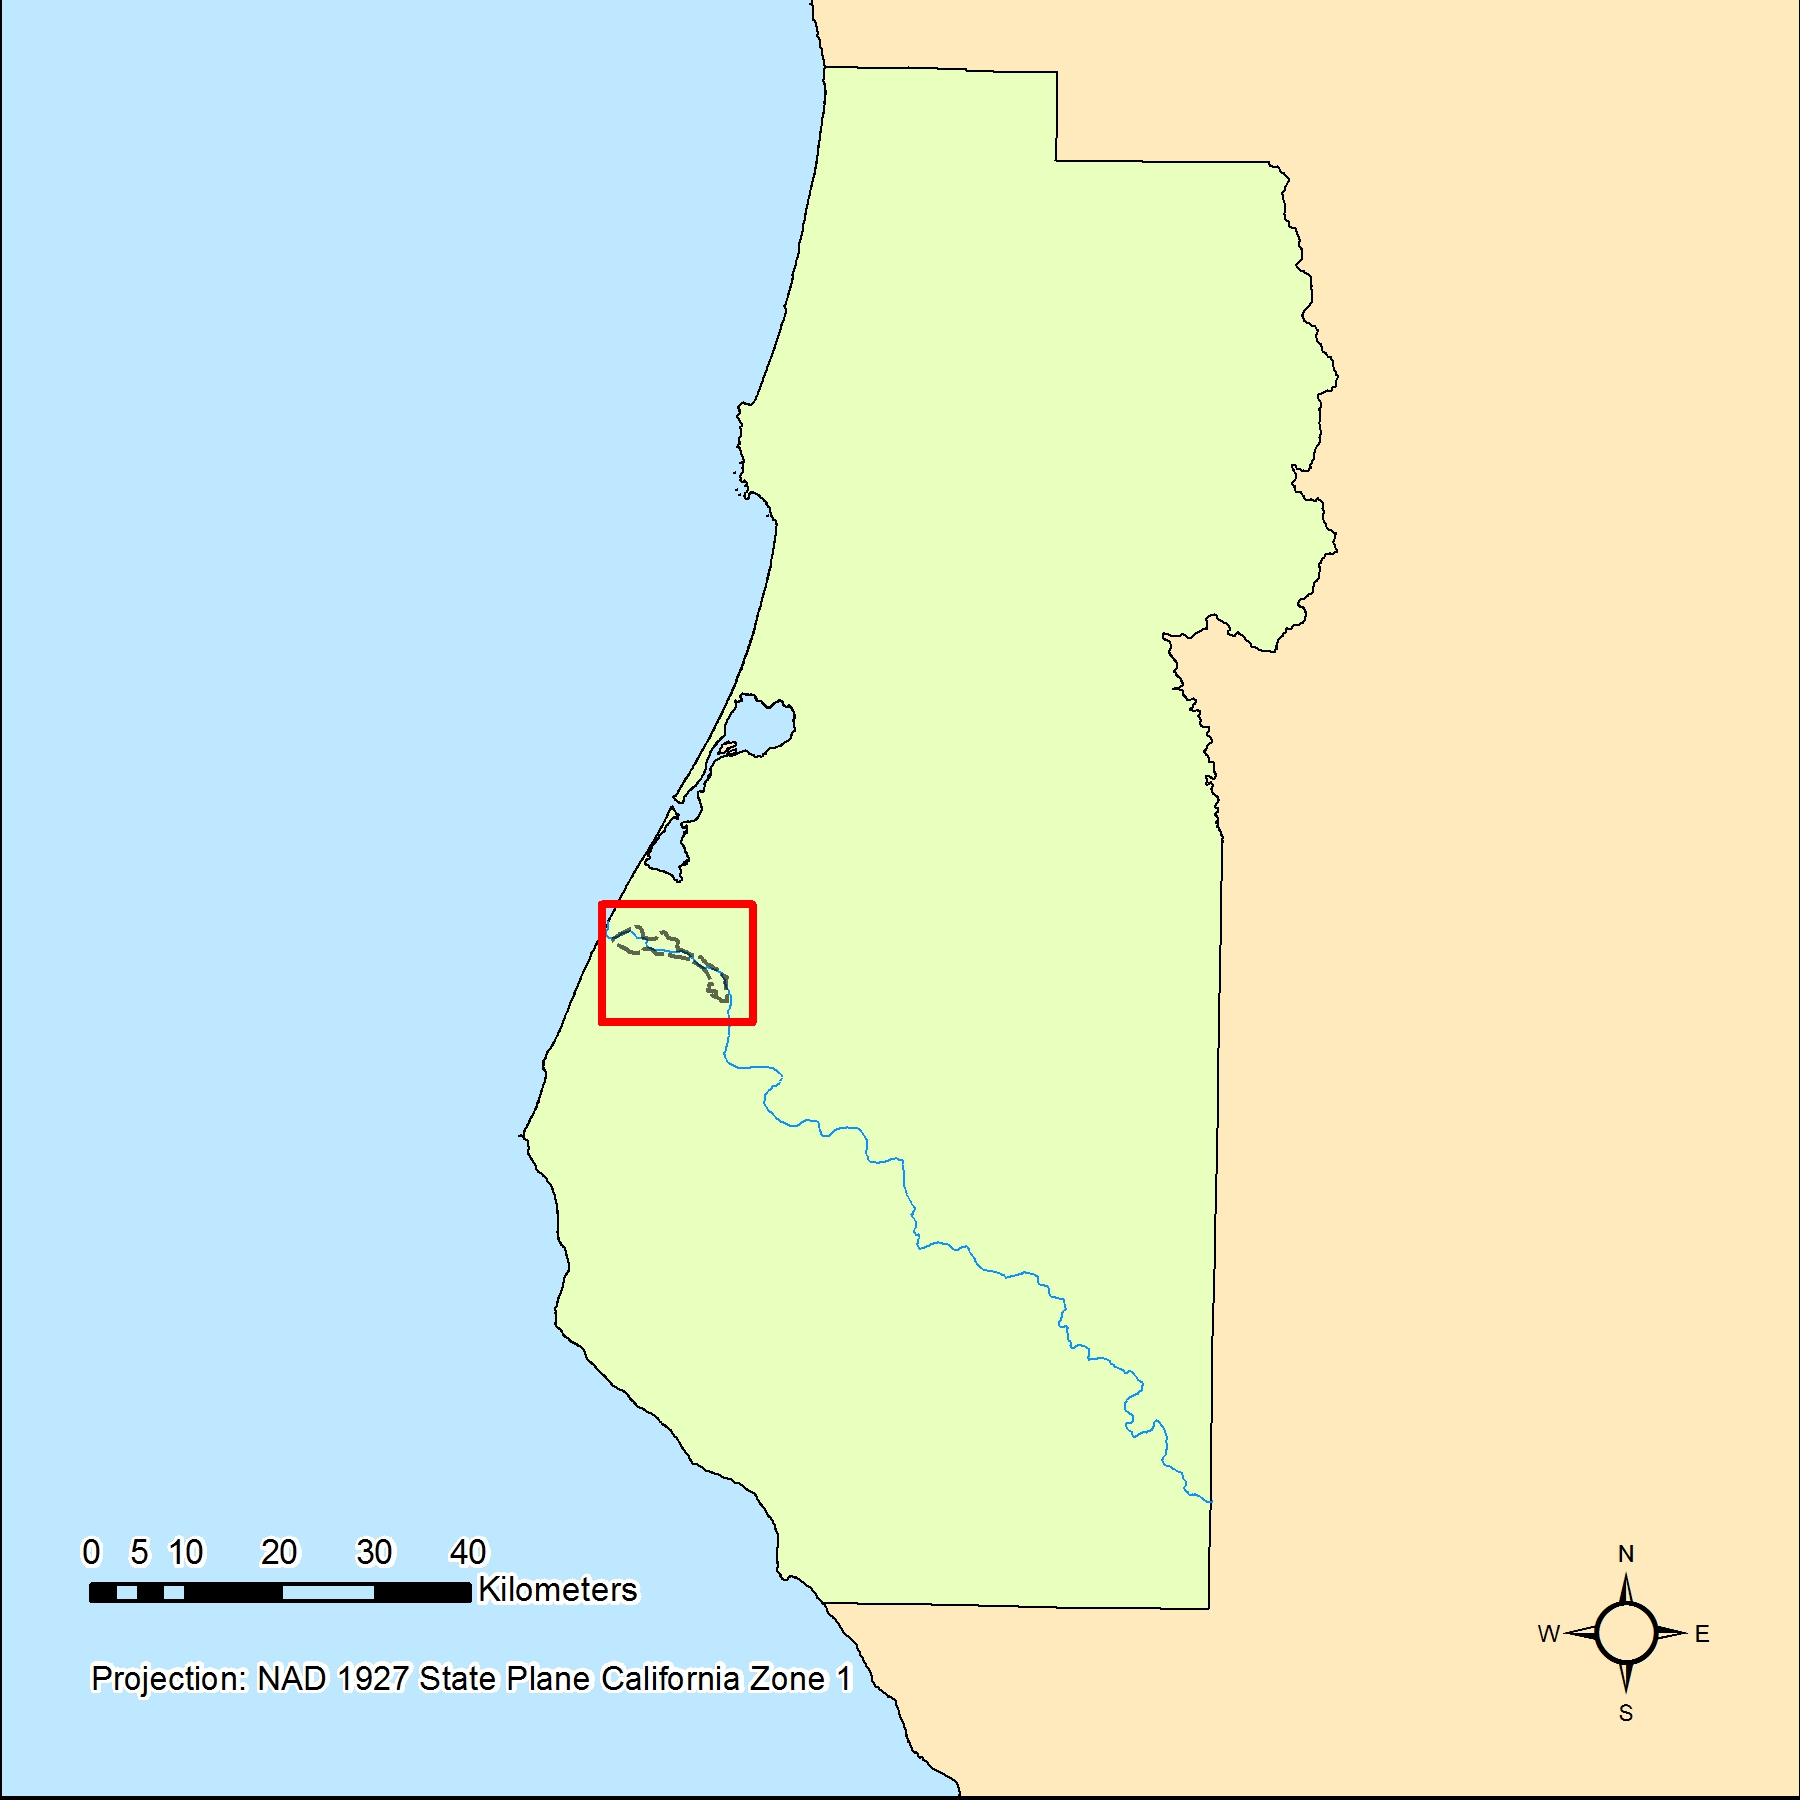 0 5 10 20 30 40
Kilometers
Projection: NAD 1927 State Plane California Zone 1
N
W E
S